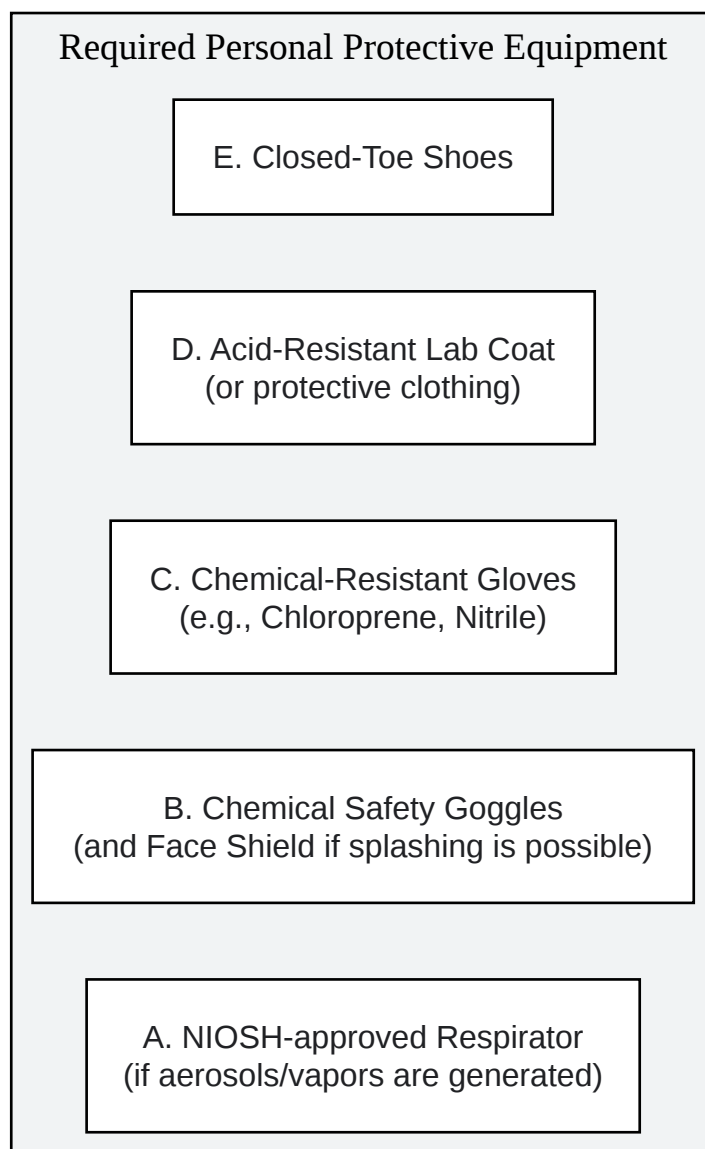 Required Personal Protective Equipment
E. Closed-Toe Shoes
D. Acid-Resistant Lab Coat
(or protective clothing)
C. Chemical-Resistant Gloves
(e.g., Chloroprene, Nitrile)
B. Chemical Safety Goggles
(and Face Shield if splashing is possible)
A. NIOSH-approved Respirator
(if aerosols/vapors are generated)